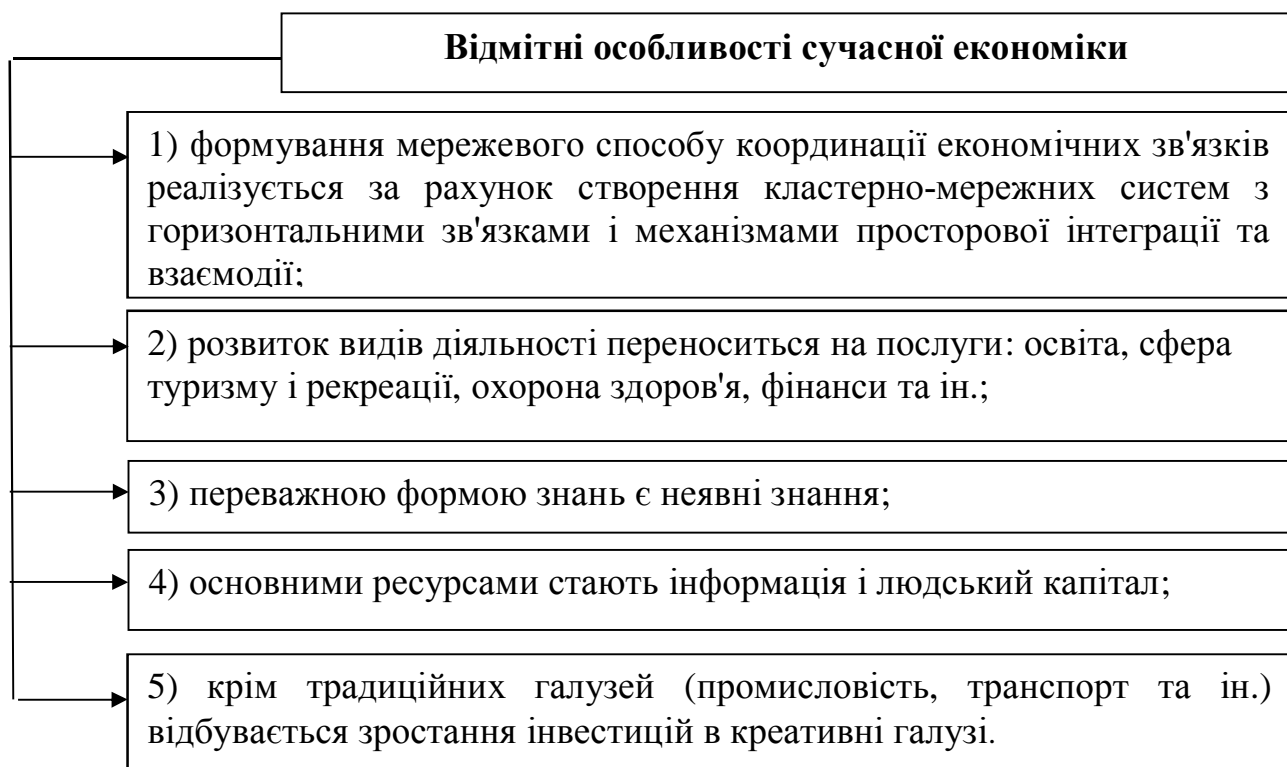 Відмітні особливості сучасної економіки
1) формування мережевого способу координації економічних зв'язків
реалізується за рахунок створення кластерно-мережних систем з
горизонтальними зв'язками і механізмами просторової інтеграції та
взаємодії;
2) розвиток видів діяльності переноситься на послуги: освіта, сфера
туризму і рекреації, охорона здоров'я, фінанси та ін.;
3) переважною формою знань є неявні знання;
4) основними ресурсами стають інформація і людський капітал;
5) крім традиційних галузей (промисловість, транспорт та ін.)
відбувається зростання інвестицій в креативні галузі.